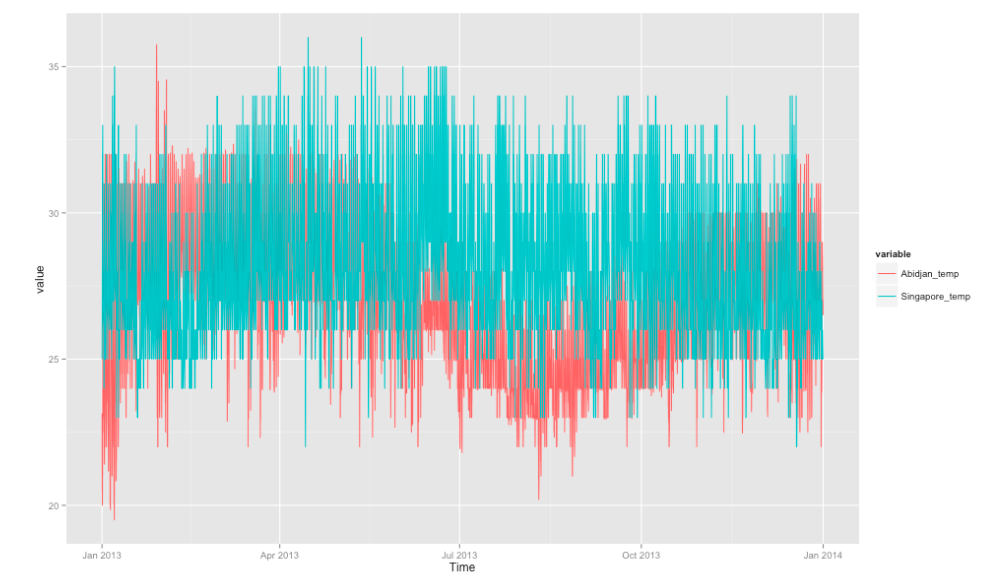 35
30
25
20
value
Jan 2013
Apr 2013
Jul 2013
Oct 2013
Jan 2014
Time
variable
Abidjan_temp
Singapore_temp